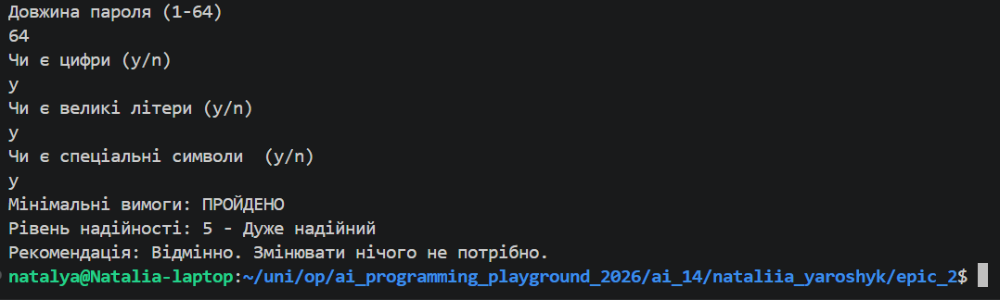 Довжина пароля (1-64)
64
Чи є цифри (y/n)
y
Чи є великі літери (y/n)
y
Чи є спеціальні символи  (y/n)
y
Мінімальні вимоги: ПРОЙДЕНО
Рівень надійності: 5 - Дуже надійний
Рекомендація: Відмінно. Змінювати нічого не потрібно.
natalya@Natalia-laptop:~/uni/op/ai_programming_playground_2026/ai_14/nataliia_yaroshyk/epic_2$